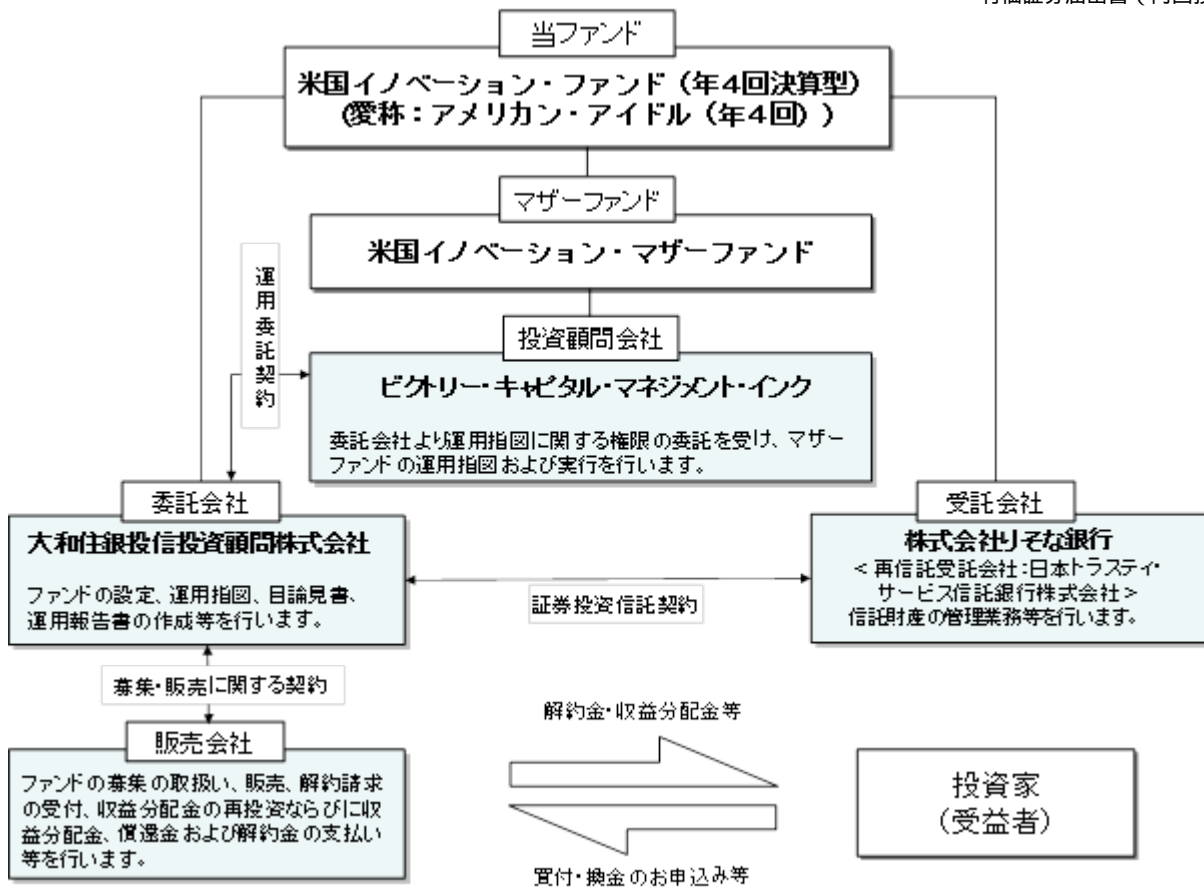 当ファンド
米国イノベーション・ファンド（年4回決算型）
(愛称：アメリカン・アイドル（年4回）)
マザーファンド
米国イノベーション・マザーファンド
運用委託契約
投資顧問会社
ビクトリー・キャピタル・マネジメント・インク
委託会社より運用指図に関する権限の委託を受け、マザー
ファンドの運用指図および実行を行います。
委託会社
大和住銀投信投資顧問株式会社
ファンドの設定、運用指図、目論見書、
運用報告書の作成等を行います。
証券投資信託契約
受託会社
株式会社りそな銀行
＜再信託受託会社：日本トラスティ・
サービス信託銀行株式会社＞
信託財産の管理業務等を行います。
募集・販売に関する契約
販売会社
ファンドの募集の取扱い、販売、解約請求
の受付、収益分配金の再投資ならびに収
益分配金、償還金および解約金の支払い
等を行います。
解約金・収益分配金等
買付・換金のお申込み等
投資家
（受益者）